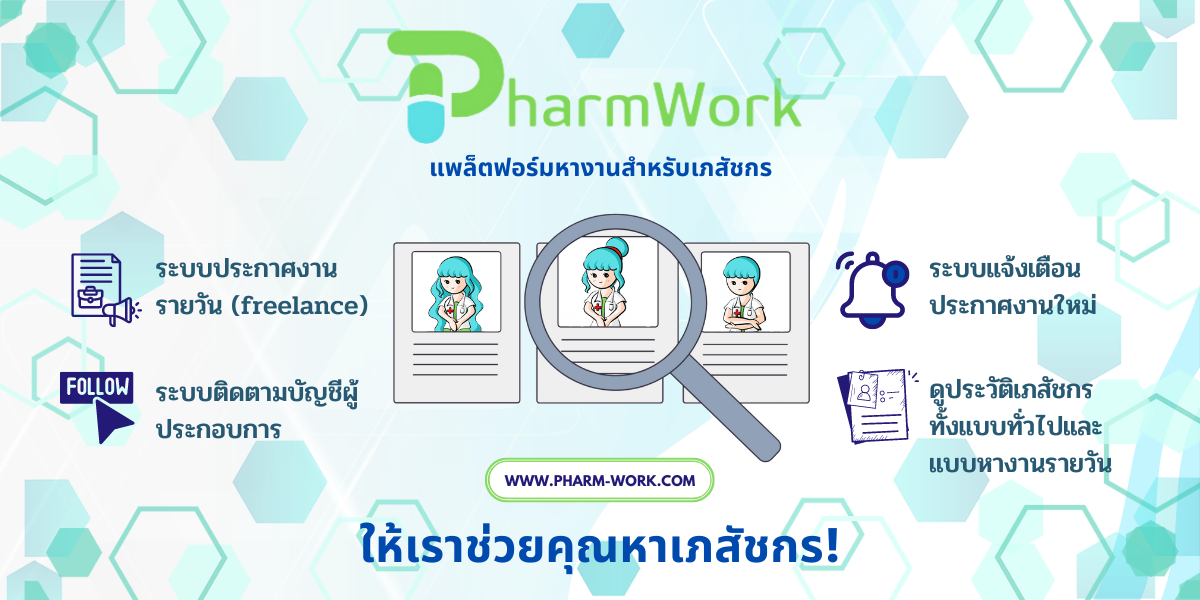 PharmWork
แพล็ตฟอร์มหางานสำหรับเภสัชกร
ระบบประกาศงาน
รายวัน (freelance)
FOLLOW
ระบบติดตามบัญชีผู้
ประกอบการ
ระบบแจ้งเตือน
ประกาศงานใหม่
ดูประวัติเภสัชกร
ทั้งแบบทั่วไปและ
แบบหางานรายวัน
WWW.PHARM-WORK.COM
ให้เราช่วยคุณหาเภสัชกร!